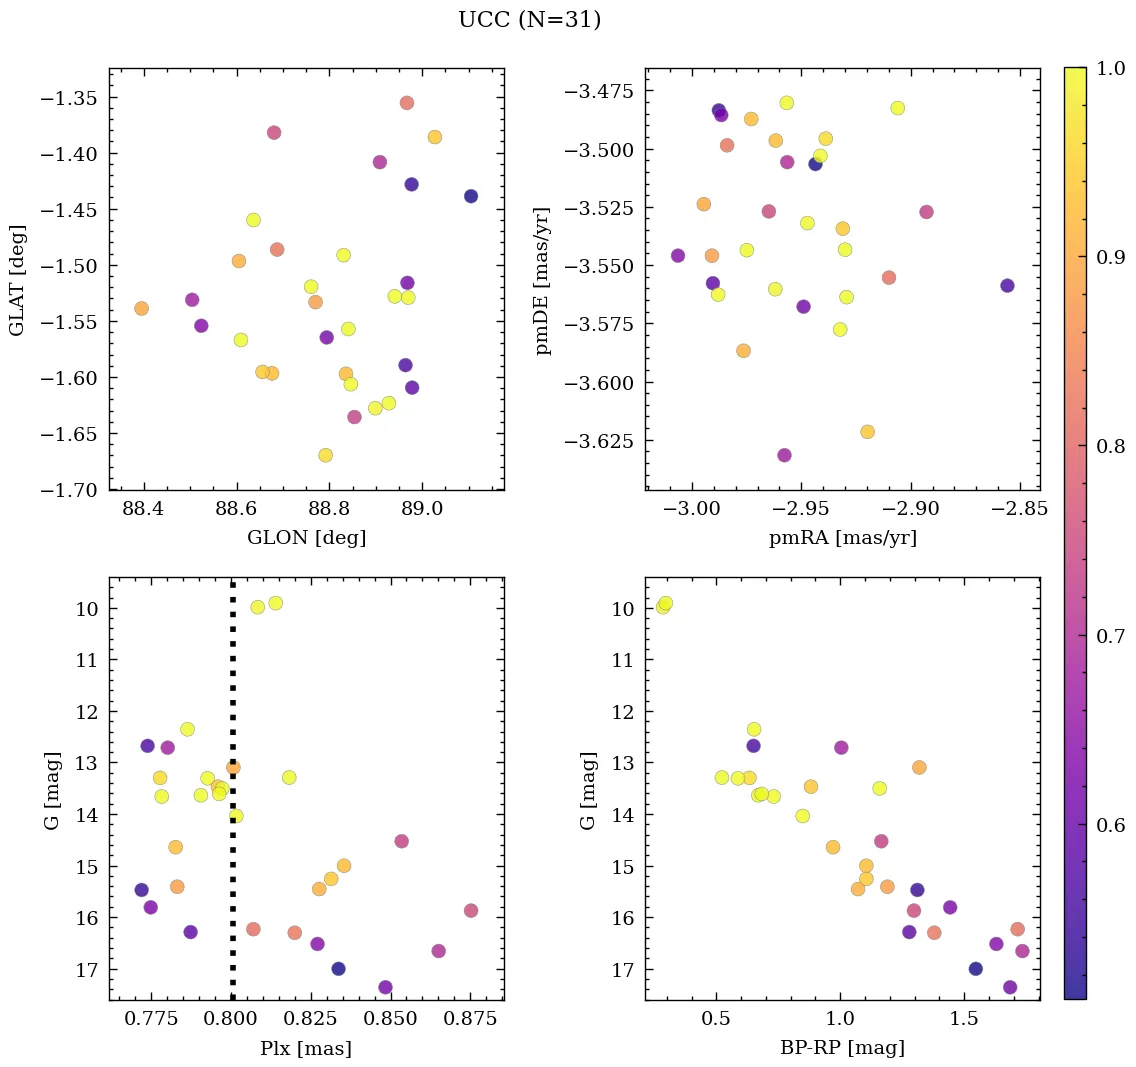 UCC (N=31)
−1.35
−1.40
−1.45
−1.50
−1.55
−1.60
−1.65
−1.70
GLAT [deg]
88.4 88.6 88.8 89.0
GLON [deg]
−3.475
−3.500
−3.525
−3.550
−3.575
−3.600
−3.625
pmDE [mas/yr]
−3.00 −2.95 −2.90 −2.85
pmRA [mas/yr]
10
11
12
13
14
15
16
17
G [mag]
0.775 0.800 0.825 0.850 0.875
Plx [mas]
10
11
12
13
14
15
16
17
G [mag]
0.5 1.0 1.5
BP-RP [mag]
1.0
0.9
0.8
0.7
0.6